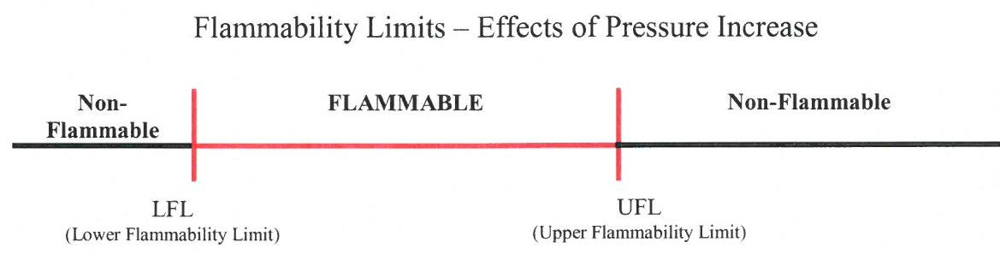 Flammability Limits – Effects of Pressure Increase
Non-
Flammable
FLAMMABLE
Non-Flammable
LFL
(Lower Flammability Limit)
UFL
(Upper Flammability Limit)